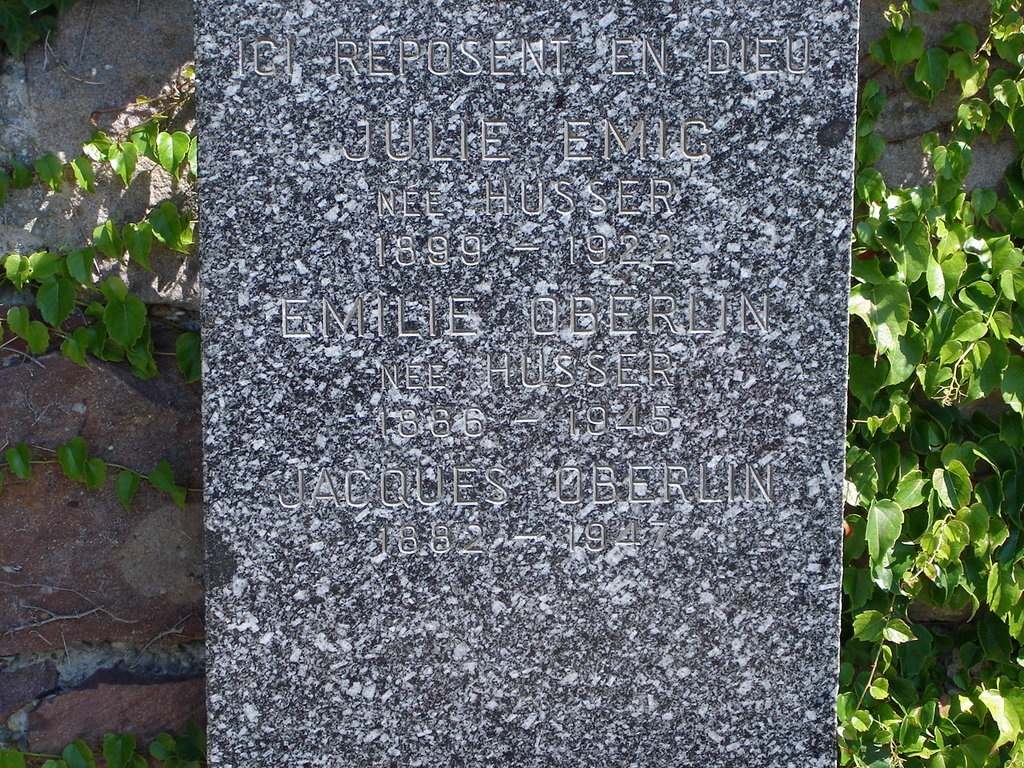 ICI REPOSENT EN DIEU
JULIE EMIG
NÉE HUSSER
1899 – 1922
EMILIE OBERLIN
NÉE HUSSER
1886 – 1945
JACQUES OBERLIN
1882 – 1947